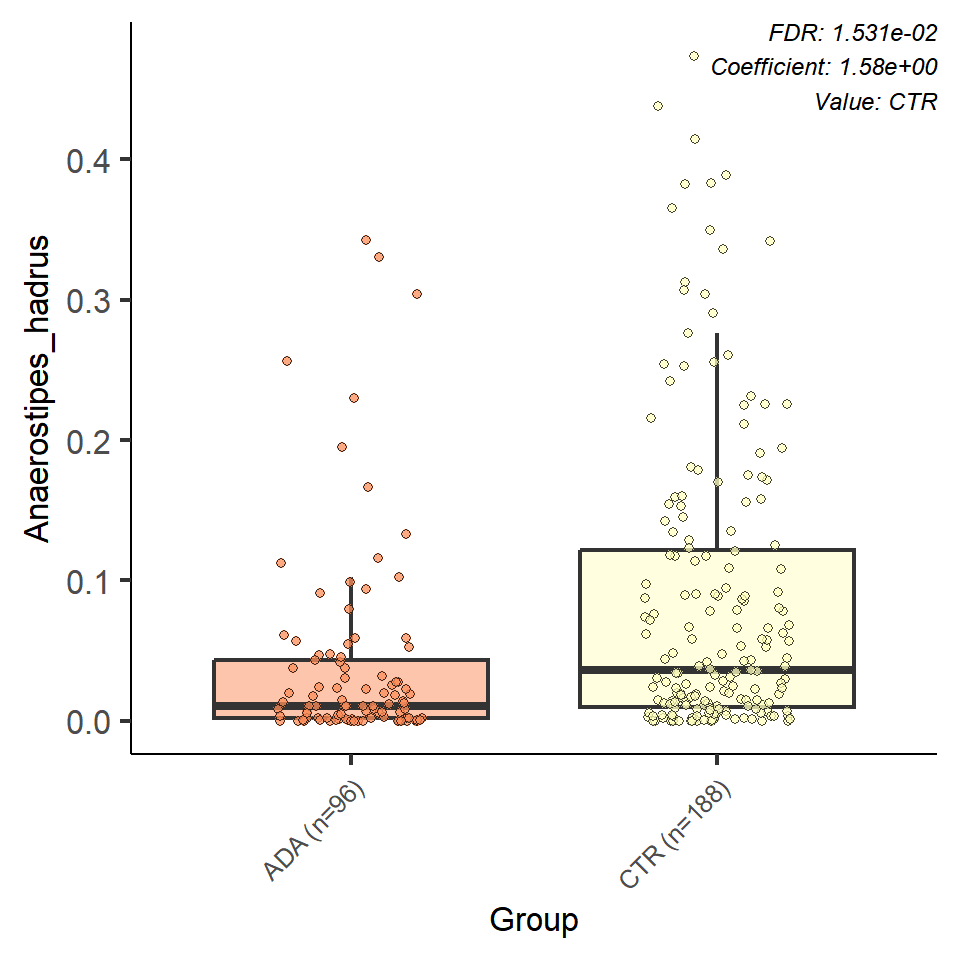 FDR: 1.531e-02
Coefficient: 1.58e+00
Value: CTR
Anaerostipes_hadrus
0.4
0.3
0.2
0.1
0.0
ADA (n=96)
CTR (n=188)
Group